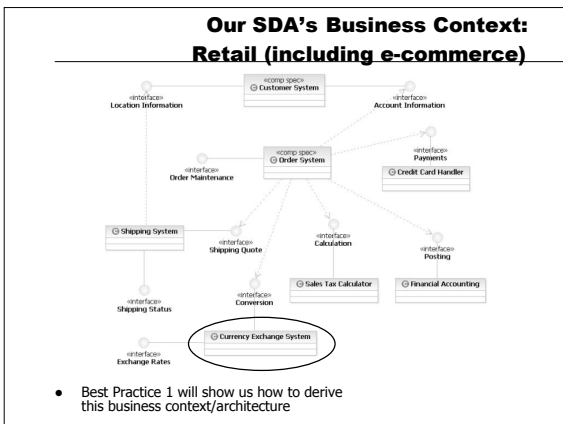 Our SDA's Business Context:
Retail (including e-commerce)
«comp spec»
Customer System
«interface»
Location Information
«interface»
Account Information
«comp spec»
Order System
«interface»
Order Maintenance
«interface»
Payments
Credit Card Handler
Shipping System
«interface»
Shipping Quote
«interface»
Calculation
«interface»
Posting
Sales Tax Calculator
Financial Accounting
«interface»
Shipping Status
«interface»
Conversion
Currency Exchange System
«interface»
Exchange Rates
● Best Practice 1 will show us how to derive
this business context/architecture